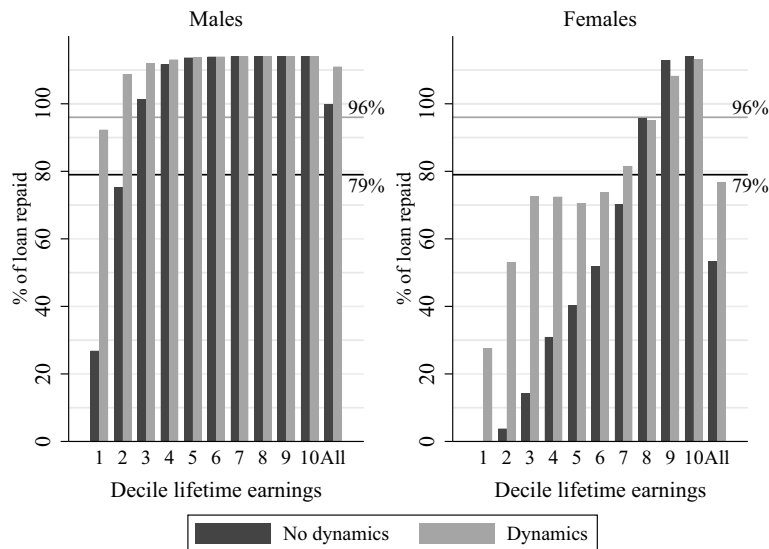 Males
Females
% of loan repaid
0 20 40 60 80 100
96%
79%
1 2 3 4 5 6 7 8 9 10 All
Decile lifetime earnings
% of loan repaid
0 20 40 60 80 100
96%
79%
1 2 3 4 5 6 7 8 9 10 All
Decile lifetime earnings
No dynamics
Dynamics